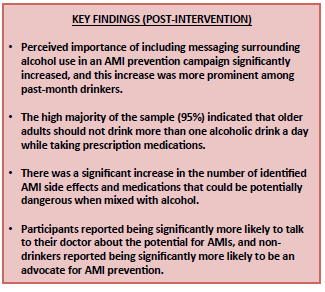 KEY FINDINGS (POST-INTERVENTION)
• Perceived importance of including messaging surrounding
alcohol use in an AMI prevention campaign significantly
increased, and this increase was more prominent among
past-month drinkers.
• The high majority of the sample (95%) indicated that older
adults should not drink more than one alcoholic drink a day
while taking prescription medications.
• There was a significant increase in the number of identified
AMI side effects and medications that could be potentially
dangerous when mixed with alcohol.
• Participants reported being significantly more likely to talk
to their doctor about the potential for AMIs, and non-
drinkers reported being significantly more likely to be an
advocate for AMI prevention.